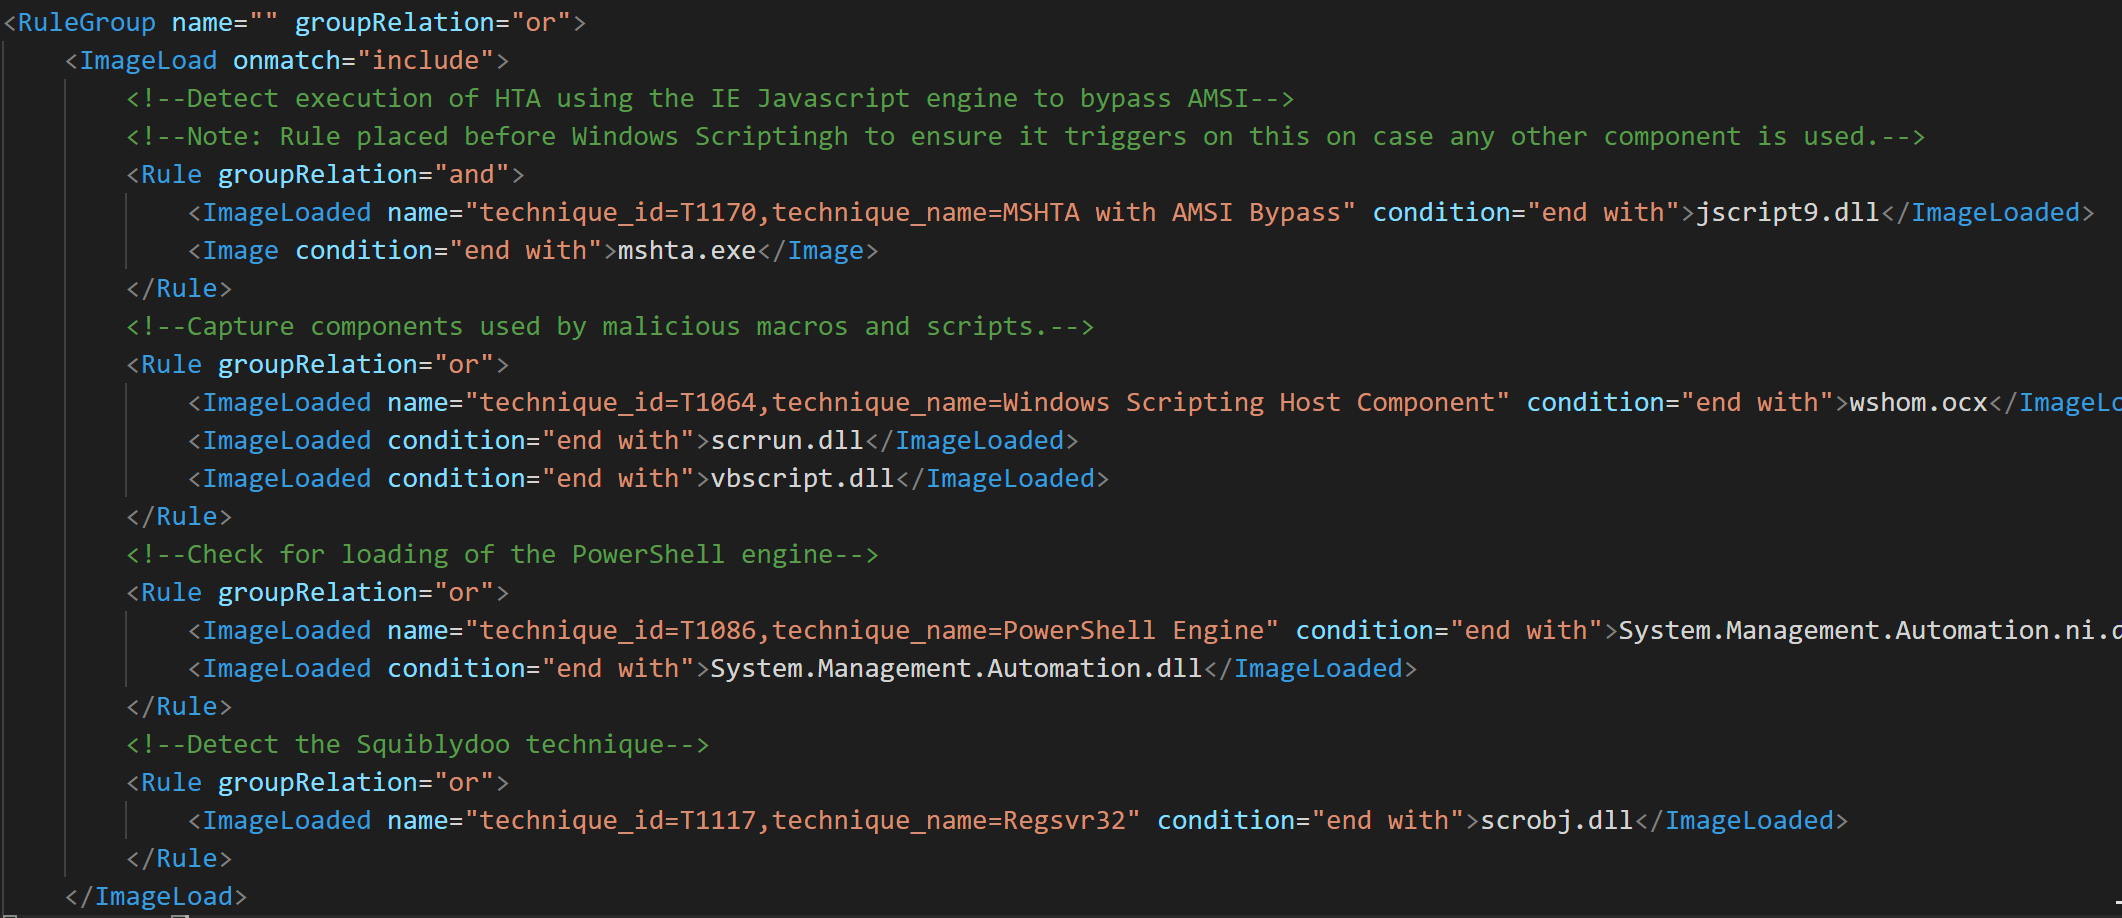 <RuleGroup name="" groupRelation="or">
<ImageLoad onmatch="include">
<!--Detect execution of HTA using the IE Javascript engine to bypass AMSI-->
<!--Note: Rule placed before Windows Scriptingh to ensure it triggers on this on case any other component is used.-->
<Rule groupRelation="and">
<ImageLoaded name="technique_id=T1170,technique_name=MSHTA with AMSI Bypass" condition="end with">jscript9.dll</ImageLoaded>
<Image condition="end with">mshta.exe</Image>
</Rule>
<!--Capture components used by malicious macros and scripts.-->
<Rule groupRelation="or">
<ImageLoaded name="technique_id=T1064,technique_name=Windows Scripting Host Component" condition="end with">wshom.ocx</ImageLo
<ImageLoaded condition="end with">scrrun.dll</ImageLoaded>
<ImageLoaded condition="end with">vbscript.dll</ImageLoaded>
</Rule>
<!--Check for loading of the PowerShell engine-->
<Rule groupRelation="or">
<ImageLoaded name="technique_id=T1086,technique_name=PowerShell Engine" condition="end with">System.Management.Automation.ni.d
<ImageLoaded condition="end with">System.Management.Automation.dll</ImageLoaded>
</Rule>
<!--Detect the Squiblydoo technique-->
<Rule groupRelation="or">
<ImageLoaded name="technique_id=T1117,technique_name=Regsvr32" condition="end with">scrobj.dll</ImageLoaded>
</Rule>
</ImageLoad>